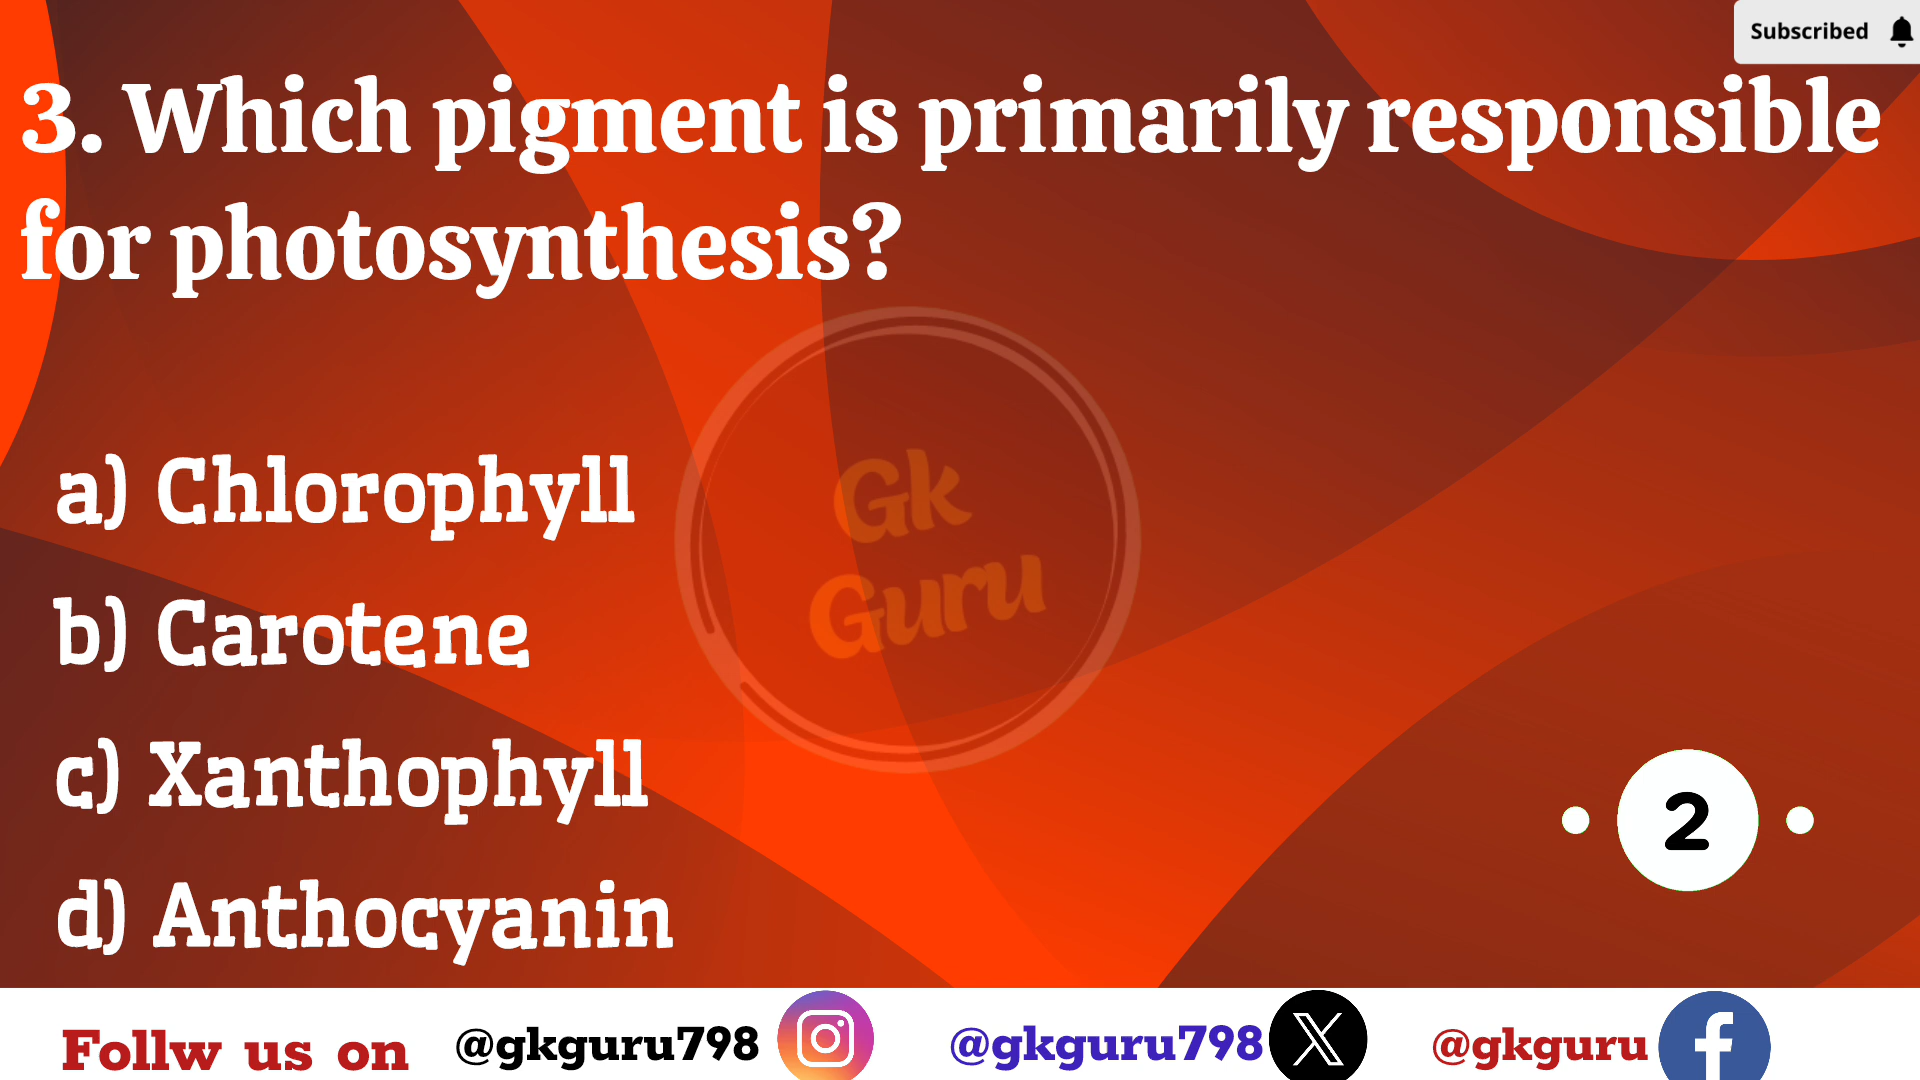 Subscribed
3. Which pigment is primarily responsible
for photosynthesis?
Gk
Guru
a) Chlorophyll
b) Carotene
c) Xanthophyll
d) Anthocyanin
2
Follw us on @gkguru798 @gkguru798 @gkguru